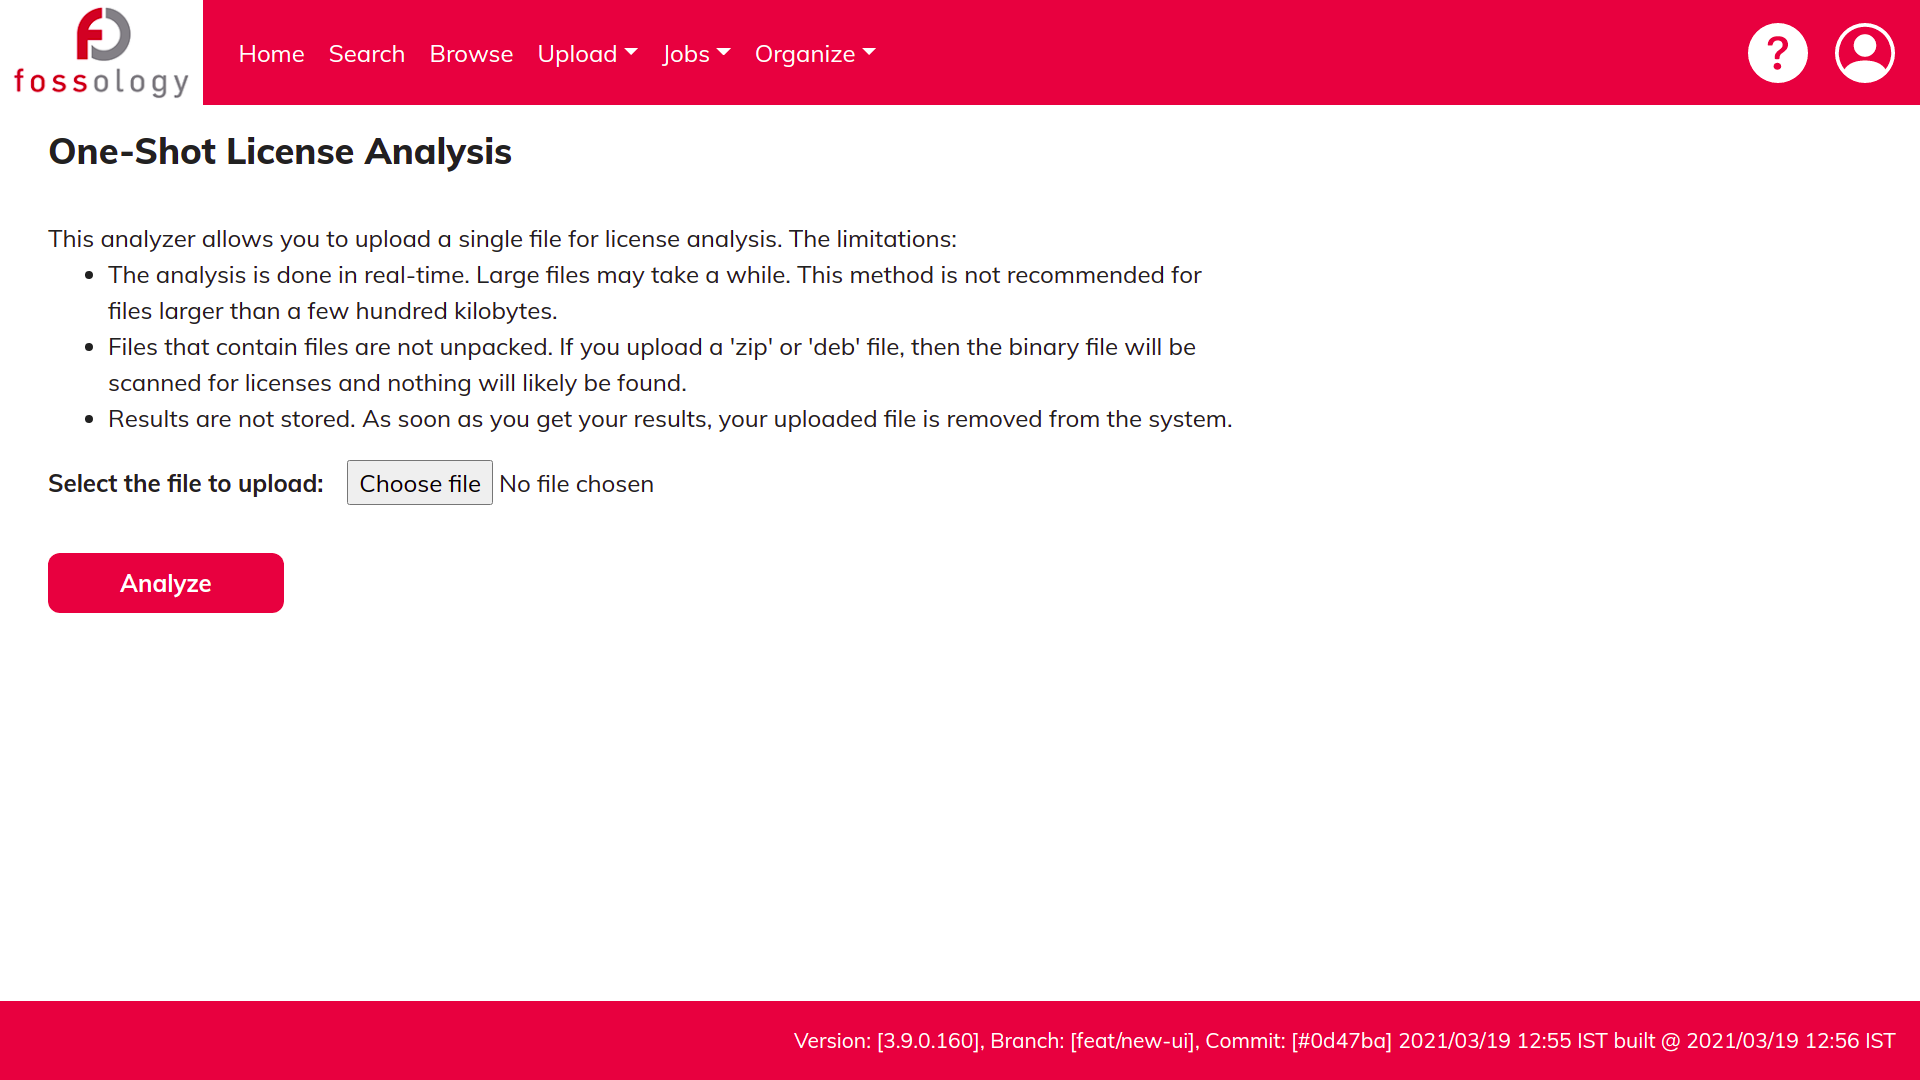 fossology
Home Search Browse Upload Jobs Organize
?
One-Shot License Analysis
This analyzer allows you to upload a single file for license analysis. The limitations:
• The analysis is done in real-time. Large files may take a while. This method is not recommended for
files larger than a few hundred kilobytes.
• Files that contain files are not unpacked. If you upload a 'zip' or 'deb' file, then the binary file will be
scanned for licenses and nothing will likely be found.
• Results are not stored. As soon as you get your results, your uploaded file is removed from the system.
Select the file to upload: Choose file No file chosen
Analyze
Version: [3.9.0.160], Branch: [feat/new-ui], Commit: [#0d47ba] 2021/03/19 12:55 IST built @ 2021/03/19 12:56 IST